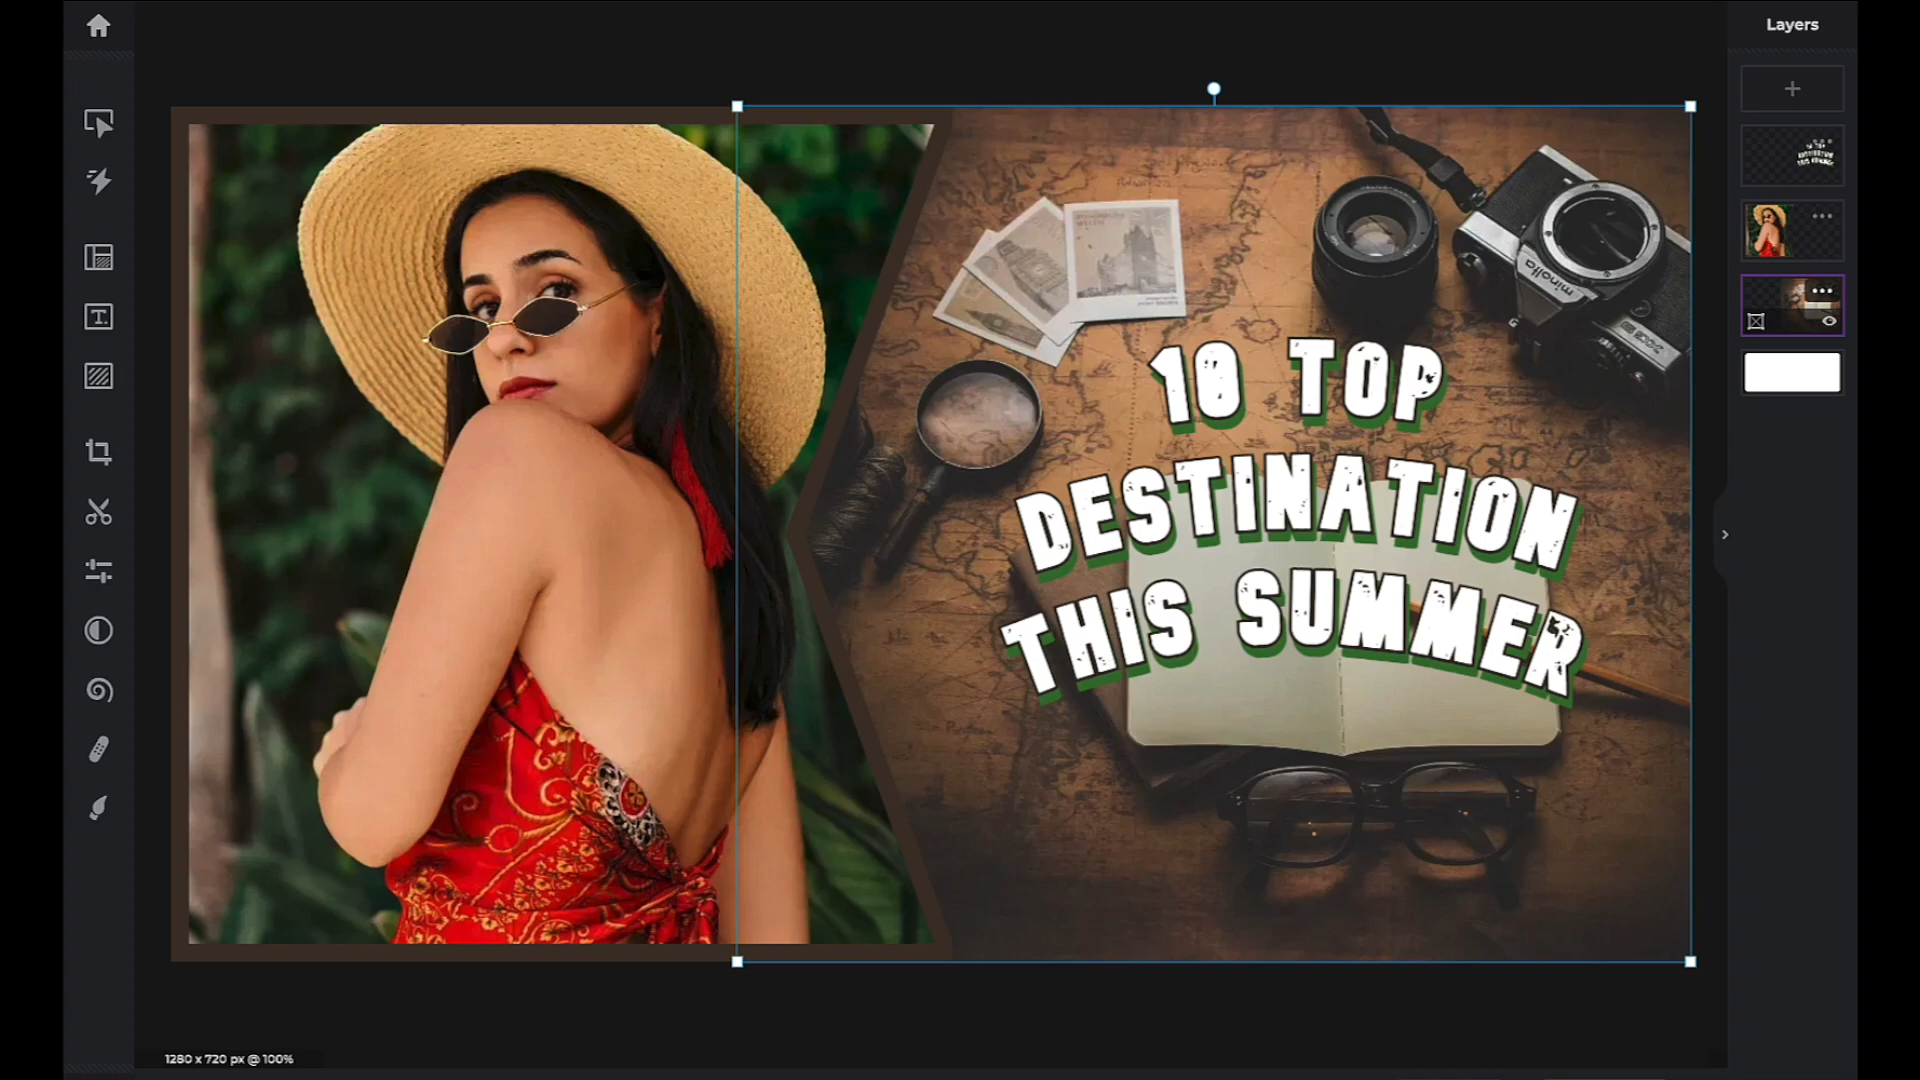 Layers
10 TOP
DESTINATION
THIS SUMMER
minolta
1280 x 720 px @ 100%